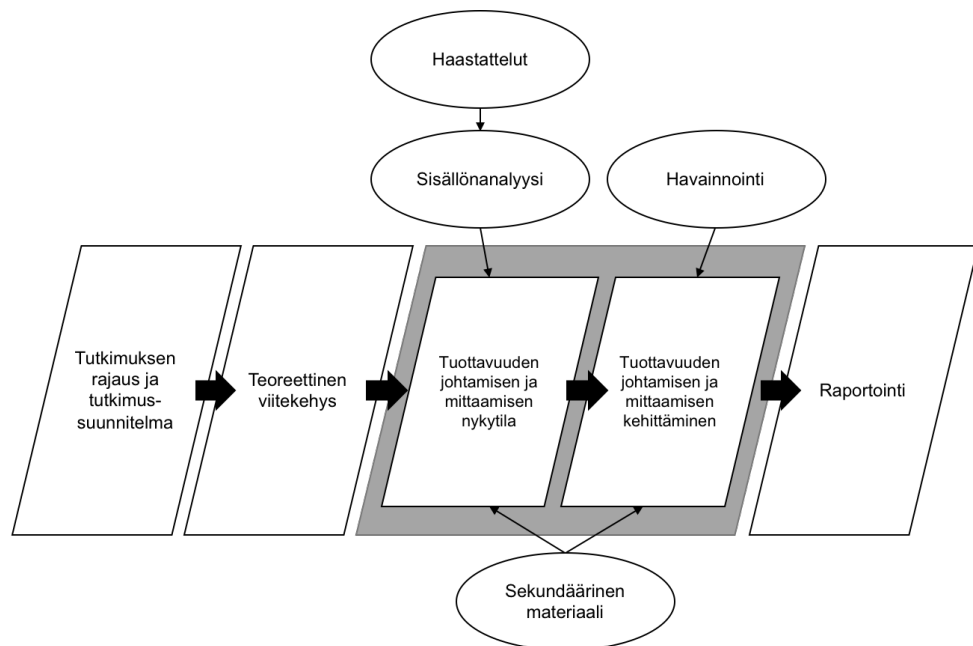 Haastattelut
Sisällönanalyysi
Havainnointi
Tutkimuksen
rajaus ja
tutkimus-
suunnitelma
Teoreettinen
viitekehys
Tuottavuuden
johtamisen ja
mittaamisen
nykytila
Tuottavuuden
johtamisen ja
mittaamisen
kehittäminen
Raportointi
Sekundäärinen
materiaali